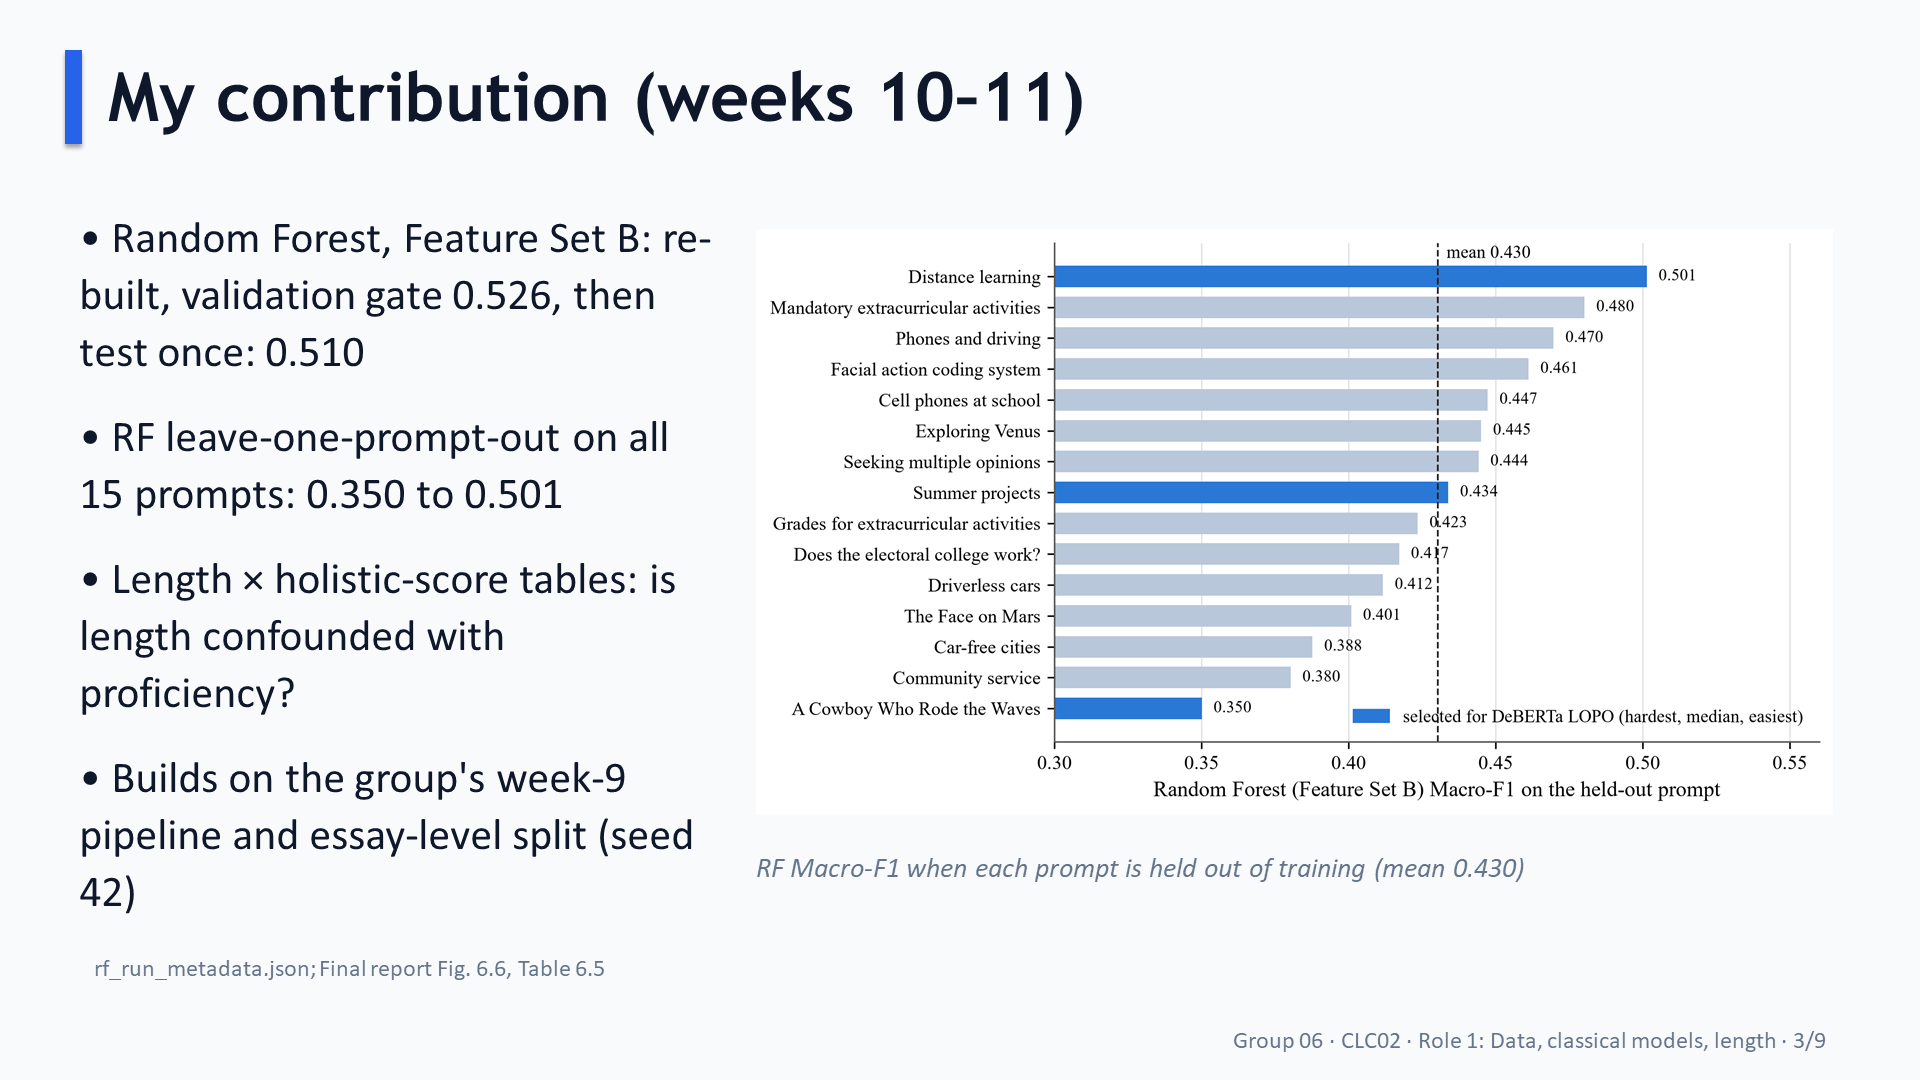 My contribution (weeks 10–11)
• Random Forest, Feature Set B: re-
built, validation gate 0.526, then
test once: 0.510
• RF leave-one-prompt-out on all
15 prompts: 0.350 to 0.501
• Length × holistic-score tables: is
length confounded with
proficiency?
• Builds on the group's week-9
pipeline and essay-level split (seed
42)
rf_run_metadata.json; Final report Fig. 6.6, Table 6.5
mean 0.430
Distance learning 0.501
Mandatory extracurricular activities 0.480
Phones and driving 0.470
Facial action coding system 0.461
Cell phones at school 0.447
Exploring Venus 0.445
Seeking multiple opinions 0.444
Summer projects 0.434
Grades for extracurricular activities 0.423
Does the electoral college work? 0.417
Driverless cars 0.412
The Face on Mars 0.401
Car-free cities 0.388
Community service 0.380
A Cowboy Who Rode the Waves 0.350
selected for DeBERTa LOPO (hardest, median, easiest)
0.30 0.35 0.40 0.45 0.50 0.55
Random Forest (Feature Set B) Macro-F1 on the held-out prompt
RF Macro-F1 when each prompt is held out of training (mean 0.430)
Group 06 · CLC02 · Role 1: Data, classical models, length · 3/9